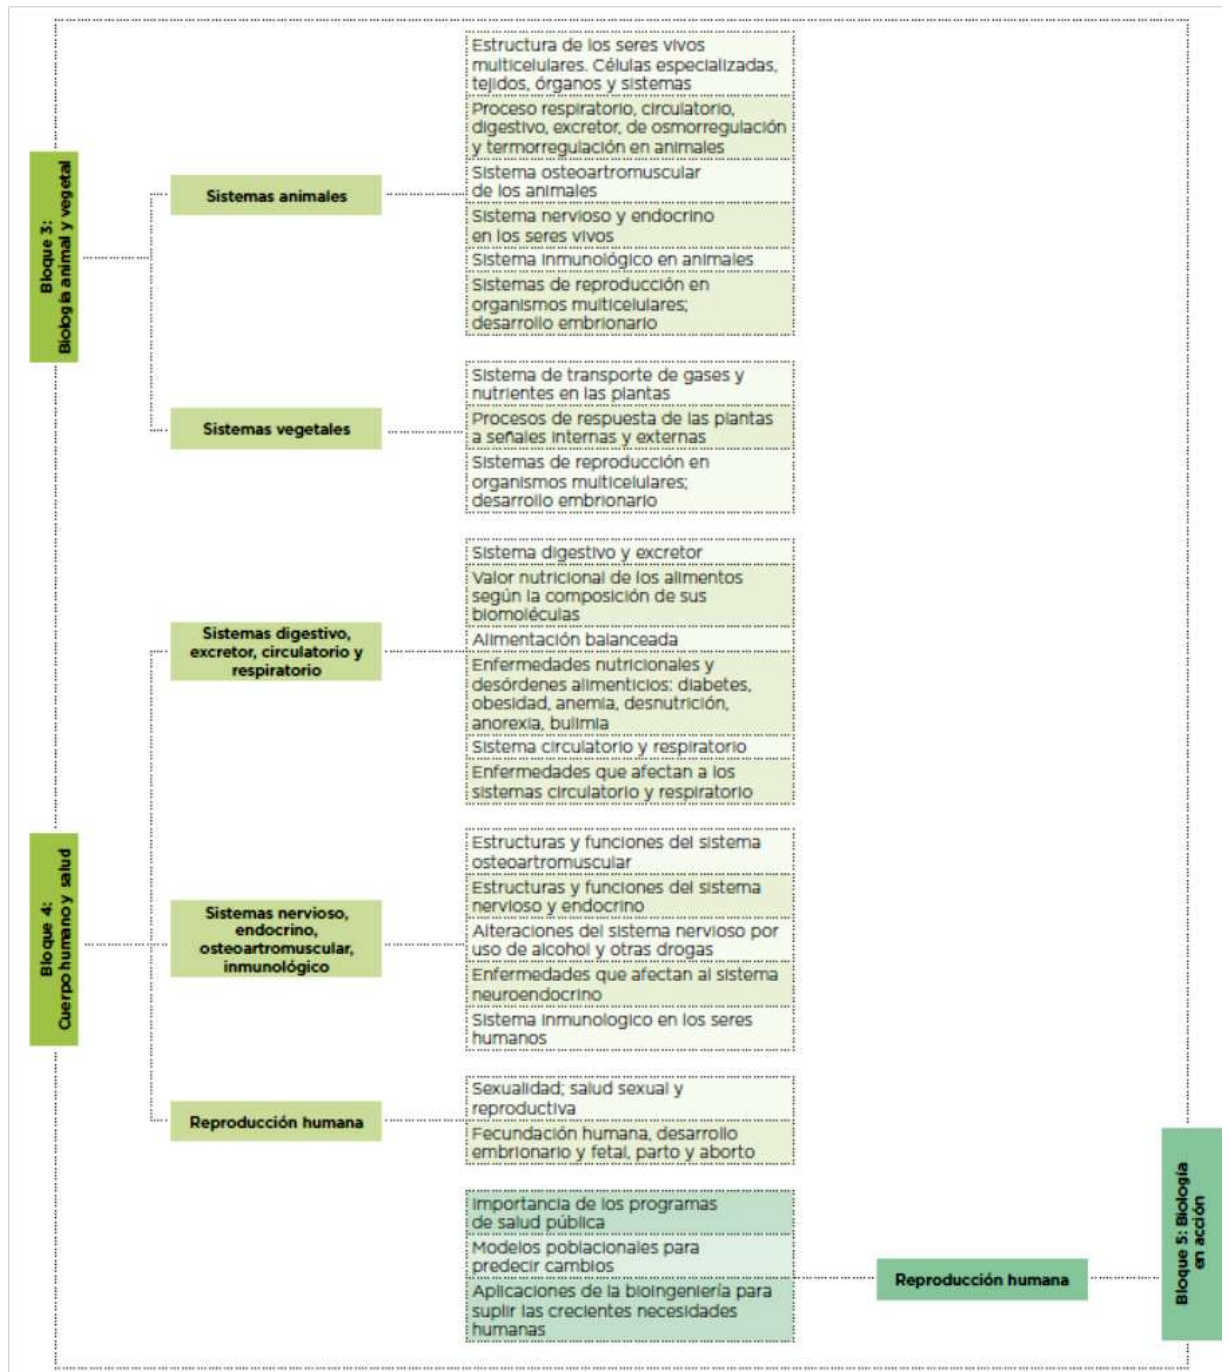 Bloque 3:
Biología animal y vegetal
Sistemas animales
Estructura de los seres vivos
multicelulares. Células especializadas,
tejidos, órganos y sistemas
Proceso respiratorio, circulatorio,
digestivo, excretor, de osmorregulación
y termorregulación en animales
Sistema osteoartromuscular
de los animales
Sistema nervioso y endocrino
en los seres vivos
Sistema inmunológico en animales
Sistemas de reproducción en
organismos multicelulares;
desarrollo embrionario
Sistemas vegetales
Sistema de transporte de gases y
nutrientes en las plantas
Procesos de respuesta de las plantas
a señales internas y externas
Sistemas de reproducción en
organismos multicelulares;
desarrollo embrionario
Bloque 4:
Cuerpo humano y salud
Sistemas digestivo,
excretor, circulatorio y
respiratorio
Sistema digestivo y excretor
Valor nutricional de los alimentos
según la composición de sus
biomoléculas
Alimentación balanceada
Enfermedades nutricionales y
desórdenes alimenticios: diabetes,
obesidad, anemia, desnutrición,
anorexia, bulimia
Sistema circulatorio y respiratorio
Enfermedades que afectan a los
sistemas circulatorio y respiratorio
Sistemas nervioso,
endocrino,
osteoartromuscular,
inmunológico
Estructuras y funciones del sistema
osteoartromuscular
Estructuras y funciones del sistema
nervioso y endocrino
Alteraciones del sistema nervioso por
uso de alcohol y otras drogas
Enfermedades que afectan al sistema
neuroendocrino
Sistema inmunologico en los seres
humanos
Reproducción humana
Sexualidad; salud sexual y
reproductiva
Fecundación humana, desarrollo
embrionario y fetal, parto y aborto
Importancia de los programas
de salud pública
Modelos poblacionales para
predecir cambios
Aplicaciones de la bioingeniería para
suplir las crecientes necesidades
humanas
Reproducción humana
Bloque 5: Biología
en acción